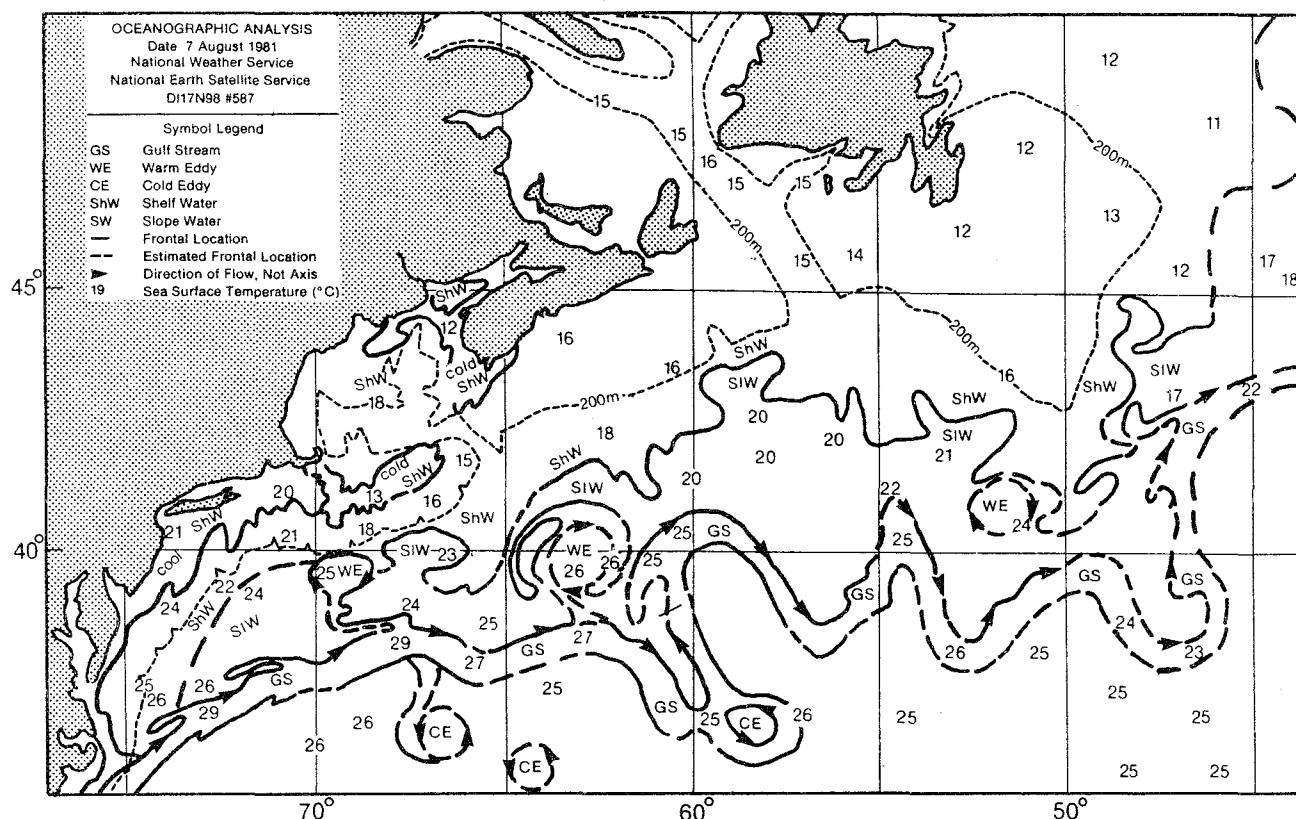 OCEANOGRAPHIC ANALYSIS
Date 7 August 1981
National Weather Service
National Earth Satellite Service
DI17N98 #587
Symbol Legend
GS Gulf Stream
WE Warm Eddy
CE Cold Eddy
ShW Shelf Water
SW Slope Water
Frontal Location
Estimated Frontal Location
Direction of Flow, Not Axis
19 Sea Surface Temperature (°C)
12
15
11
15
16
12
200m
15
15
13
200m
12
14
15
12
17
18
45°
ShW
12
16
200m
ShW
16
16
ShW
SlW
cold
ShW
ShW
SlW
17
22
18
200m
20
ShW
GS
18
20
SlW
21
15
ShW
20
cold
ShW
20
13
16
SlW
20
22
WE
24
21
ShW
21
18
ShW
25
GS
25
40°
cool
SlW
23
WE
26
25
25
WE
26
GS
22
24
24
24
ShW
SlW
25
GS
24
29
27
27
GS
26
25
23
25
26
26
GS
25
GS
25
25
29
26
26
CE
25
CE
26
25
25
CE
25
25
70°
60°
50°